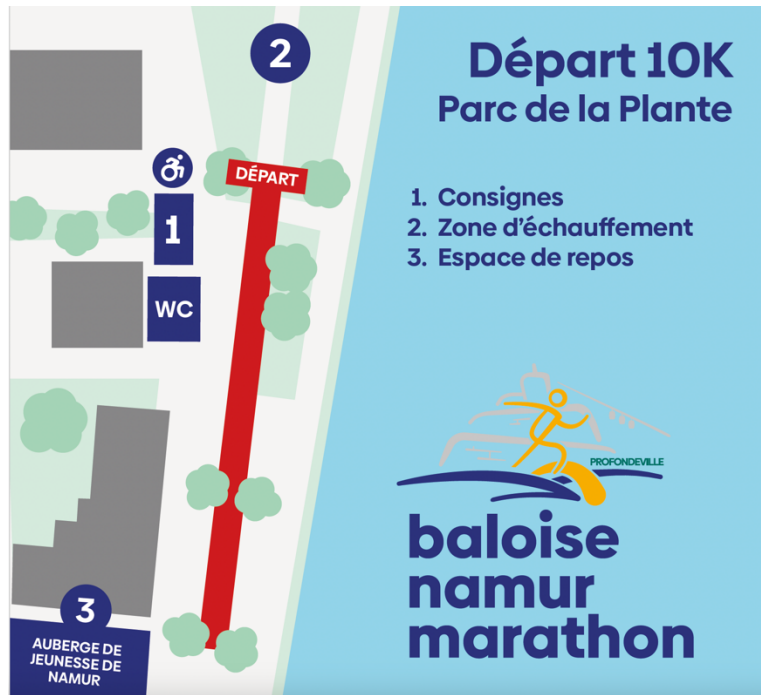 2
Départ 10K
Parc de la Plante
DÉPART
1
WC
1. Consignes
2. Zone d'échauffement
3. Espace de repos
PROFONDEVILLE
baloise
namur
marathon
3
AUBERGE DE
JEUNESSE DE
NAMUR